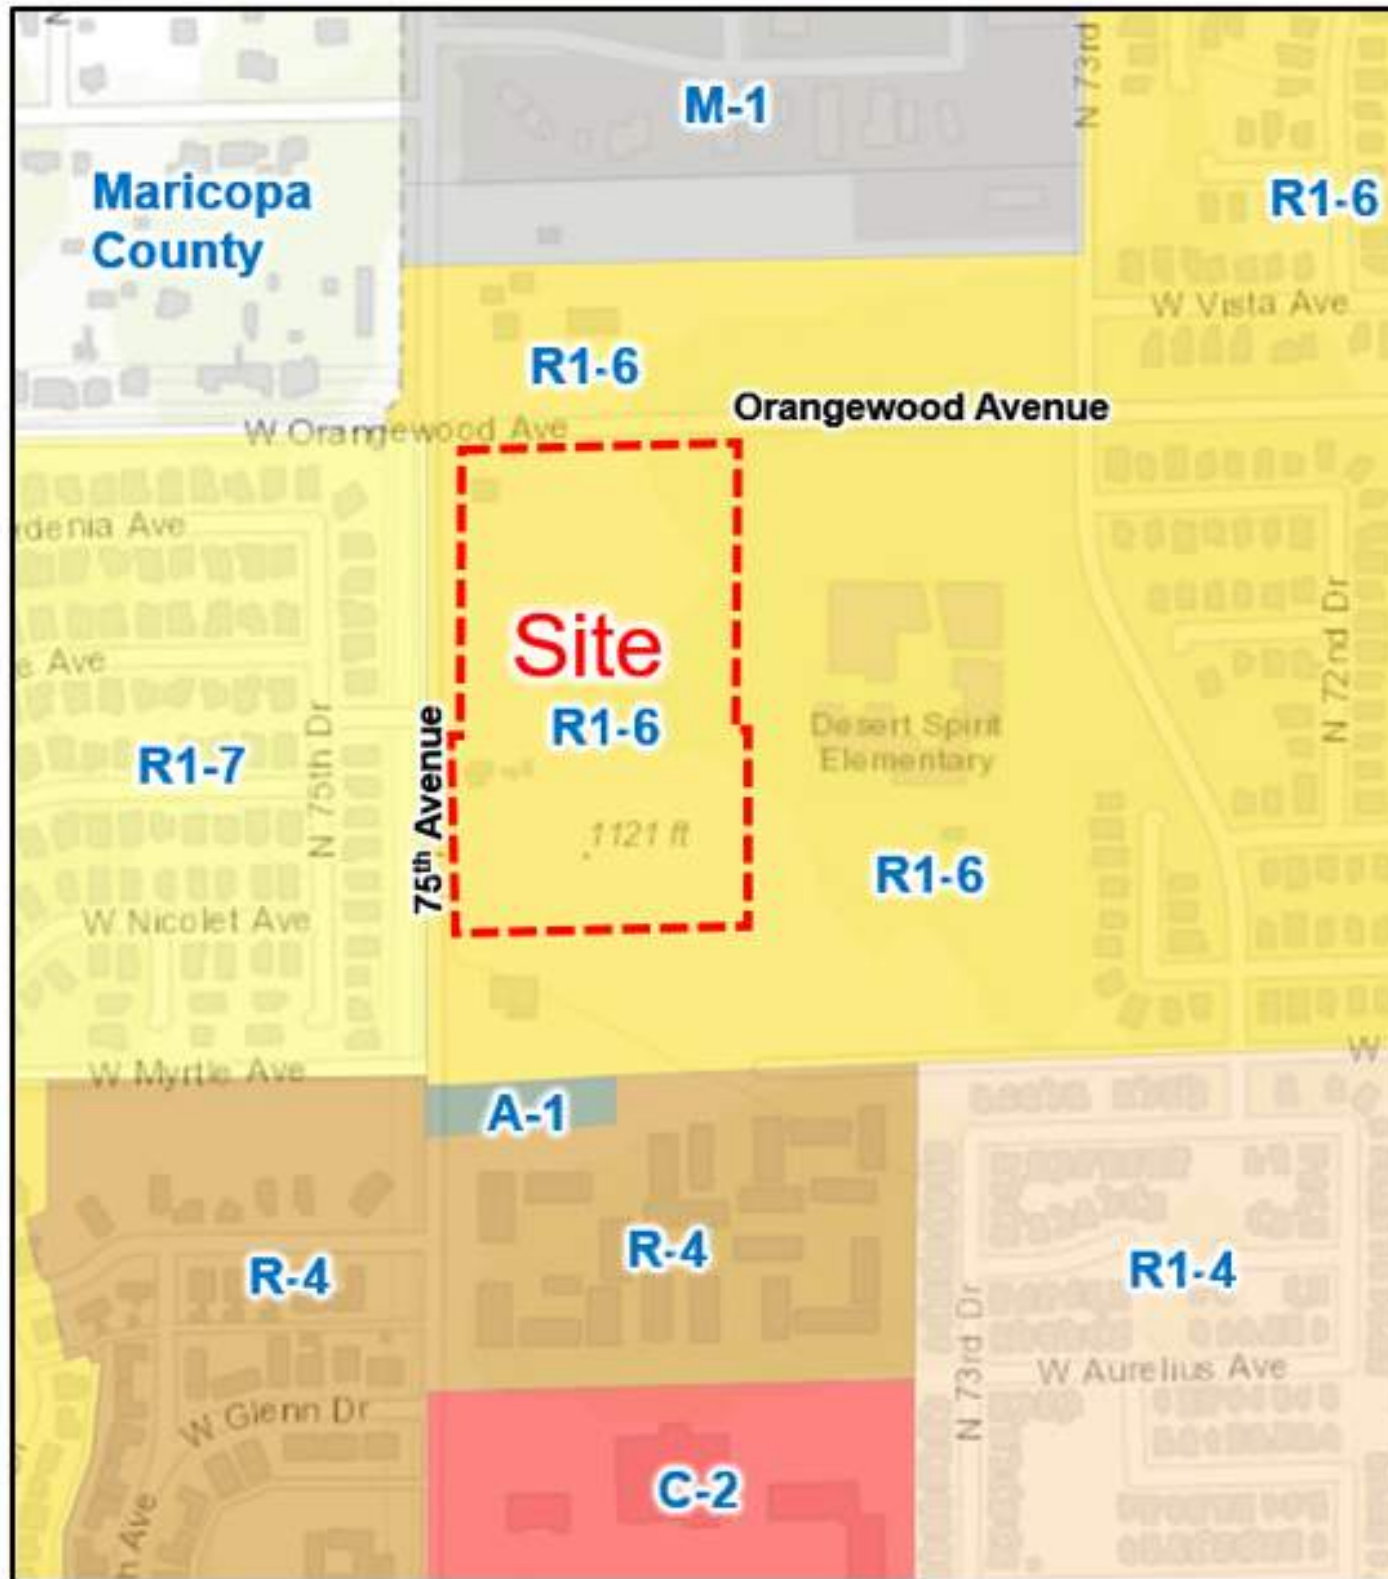 M-1
N 73rd
Maricopa
County
R1-6
W Vista Ave
R1-6
Orangewood Avenue
W Orangewood Ave
Ave
Site
R1-6
N 72nd Dr
Desert Spirit
Elementary
75th Avenue
N 75th Dr
R1-7
1121 ft
R1-6
W Nicolet Ave
W
W Myrtle Ave
A-1
R-4
R-4
R1-4
N 73rd Dr
W Aurelius Ave
W Glenn Dr
C-2
Ave